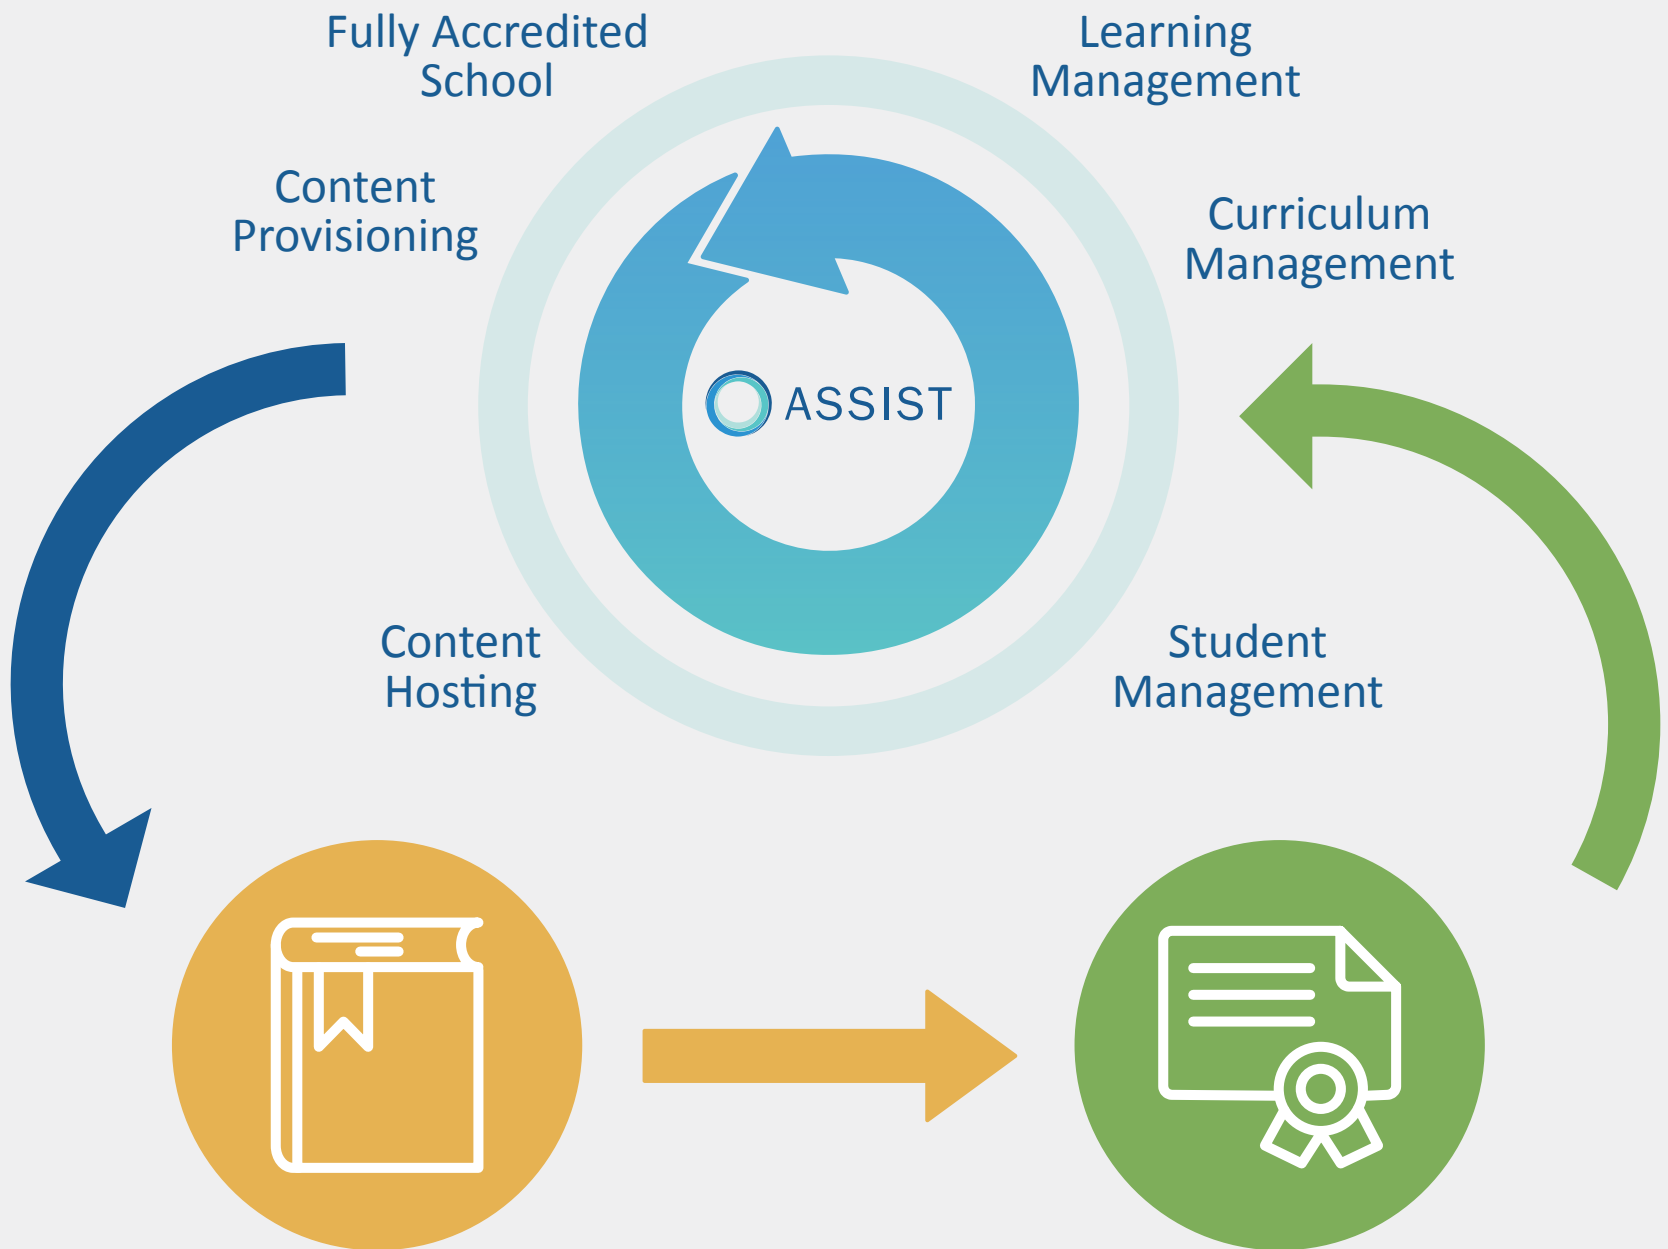 Fully Accredited
School
Learning
Management
Content
Provisioning
Curriculum
Management
ASSIST
Content
Hosting
Student
Management